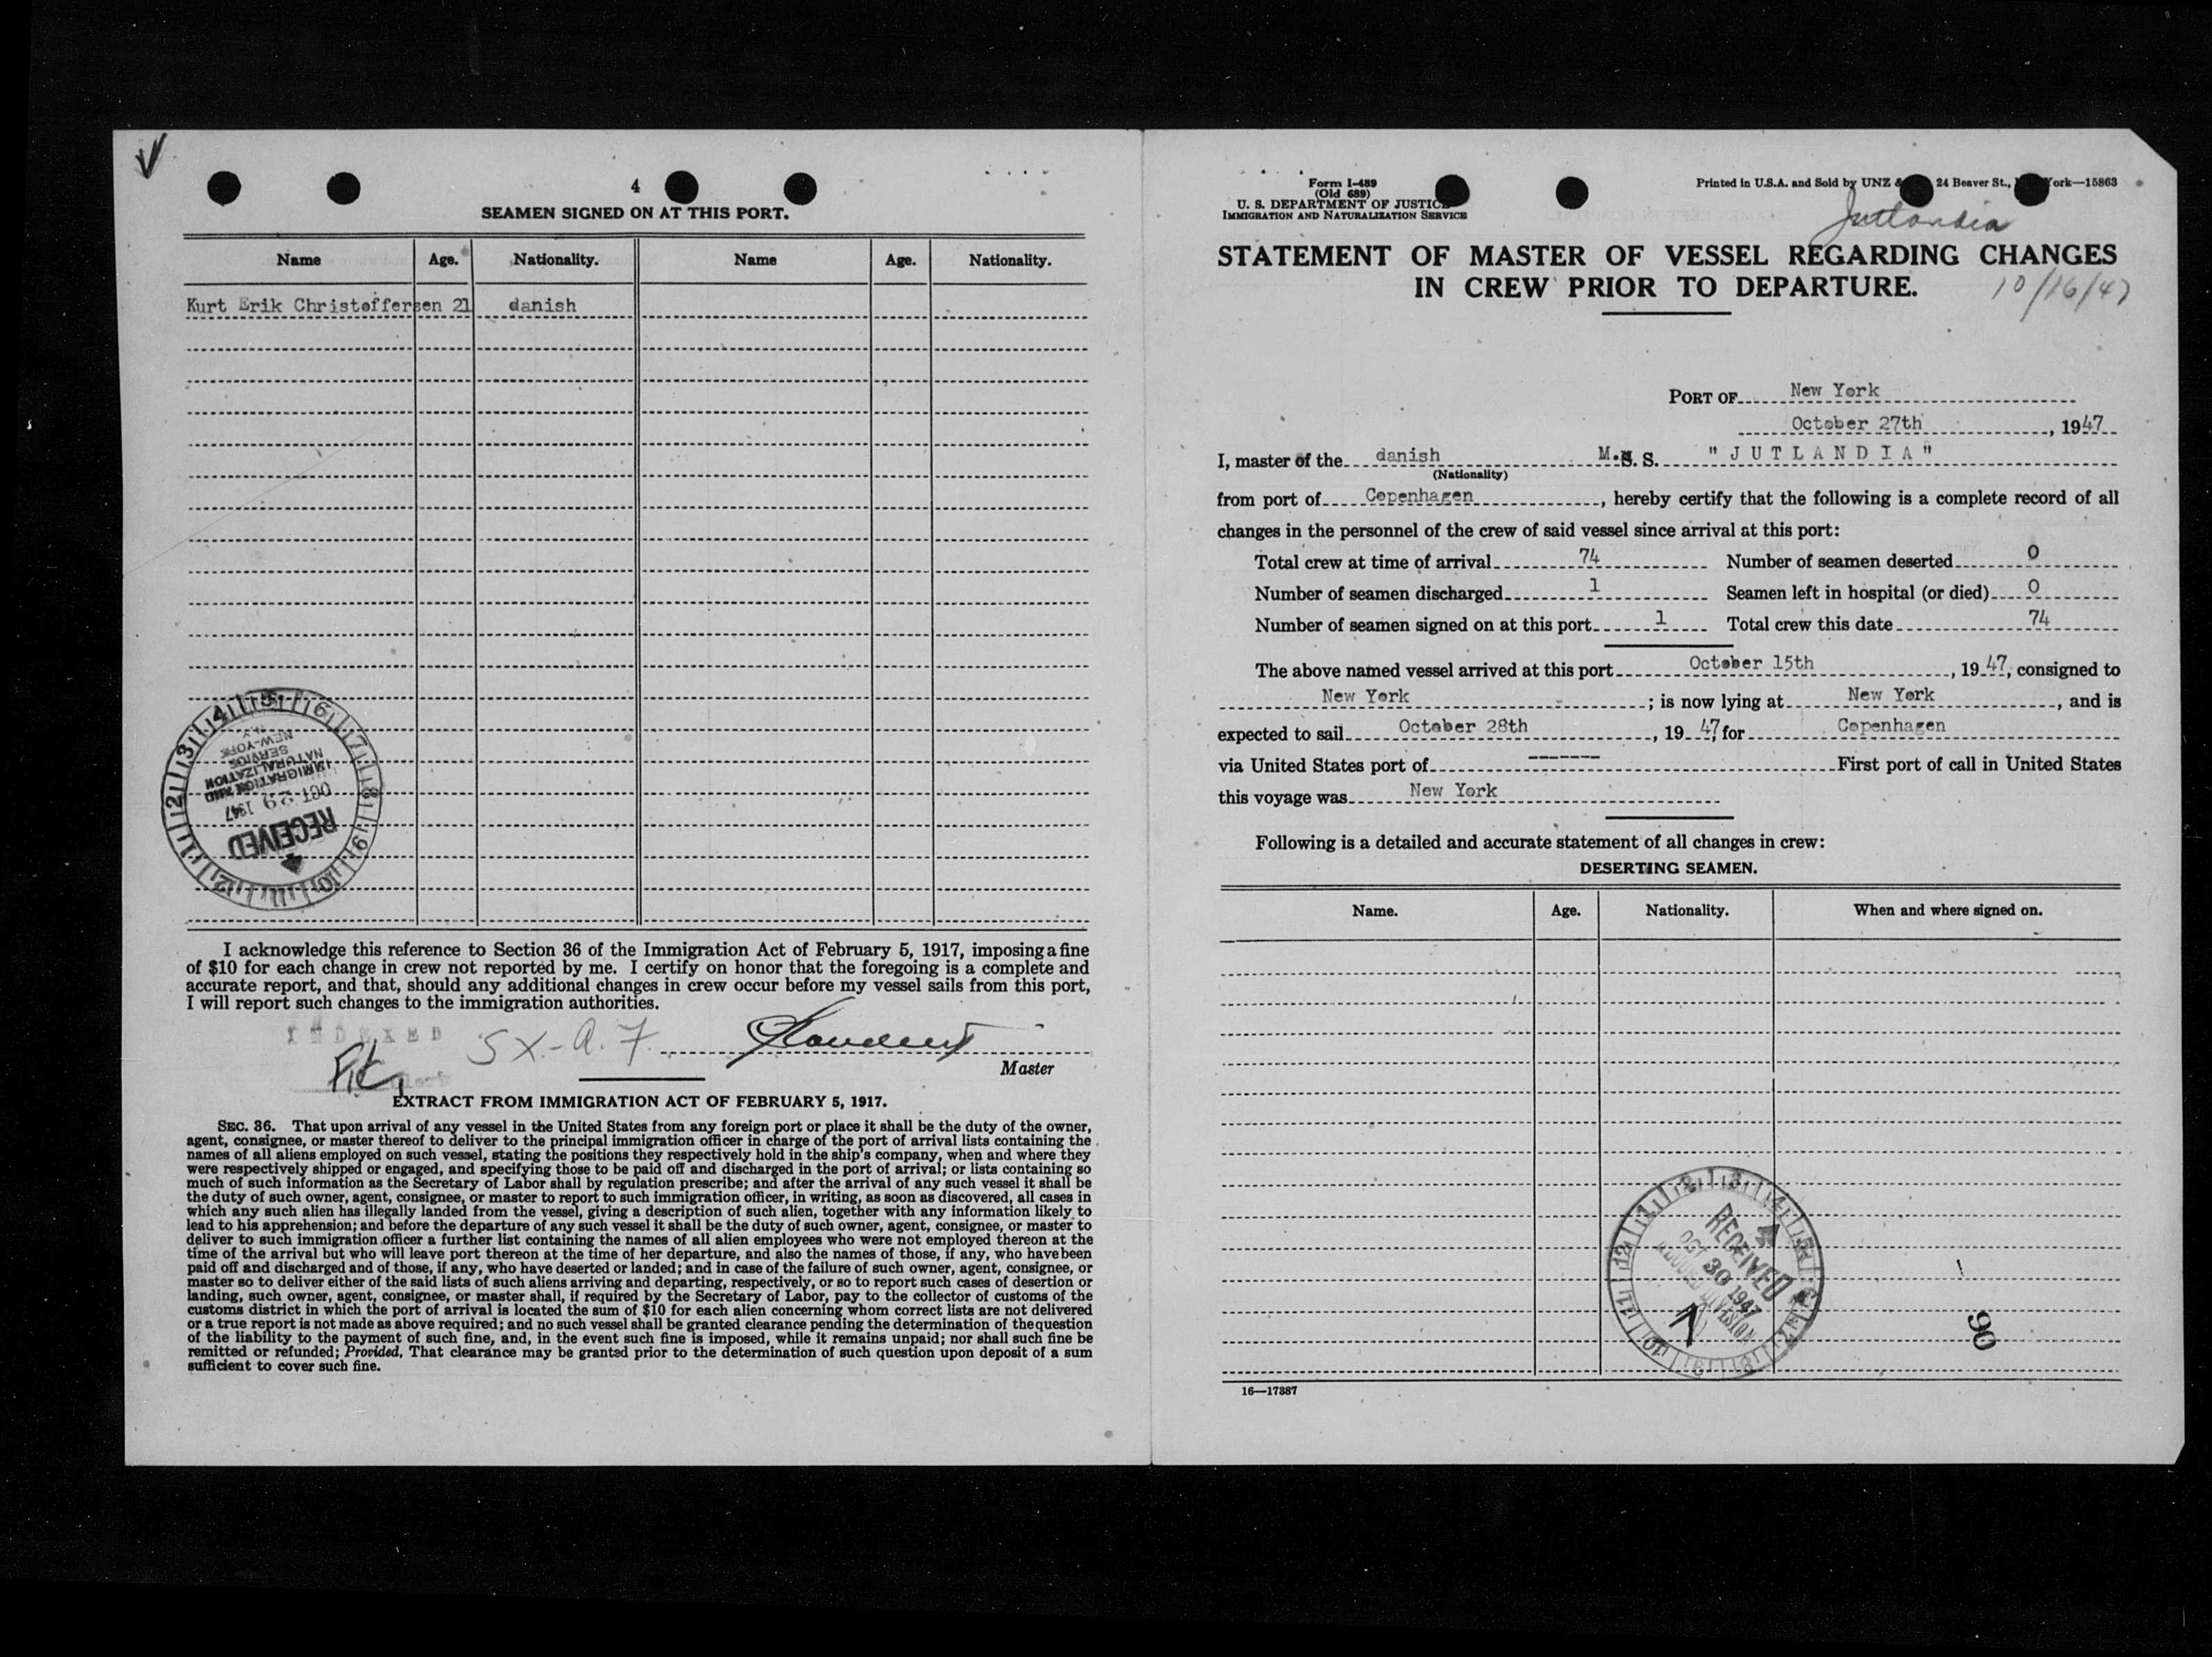 4
SEAMEN SIGNED ON AT THIS PORT.
Name Age. Nationality. Name Age. Nationality.
Kurt Erik Christoffersen 21 danish
RECEIVED
OCT 29 1947
IMMIGRATION AND
NATURALIZATION
SERVICE
NEW-YORK
N.Y.
I acknowledge this reference to Section 36 of the Immigration Act of February 5, 1917, imposing a fine
of $10 for each change in crew not reported by me. I certify on honor that the foregoing is a complete and
accurate report, and that, should any additional changes in crew occur before my vessel sails from this port,
I will report such changes to the immigration authorities.
INDEXED
Master
EXTRACT FROM IMMIGRATION ACT OF FEBRUARY 5, 1917.
SEC. 36. That upon arrival of any vessel in the United States from any foreign port or place it shall be the duty of the owner,
agent, consignee, or master thereof to deliver to the principal immigration officer in charge of the port of arrival lists containing the
names of all aliens employed on such vessel, stating the positions they respectively hold in the ship's company, when and where they
were respectively shipped or engaged, and specifying those to be paid off and discharged in the port of arrival; or lists containing so
much of such information as the Secretary of Labor shall by regulation prescribe; and after the arrival of any such vessel it shall be
the duty of such owner, agent, consignee, or master to report to such immigration officer, in writing, as soon as discovered, all cases in
which any such alien has illegally landed from the vessel, giving a description of such alien, together with any information likely to
lead to his apprehension; and before the departure of any such vessel it shall be the duty of such owner, agent, consignee, or master to
deliver to such immigration officer a further list containing the names of all alien employees who were not employed thereon at the
time of the arrival but who will leave port thereon at the time of her departure, and also the names of those, if any, who have been
paid off and discharged and of those, if any, who have deserted or landed; and in case of the failure of such owner, agent, consignee, or
master so to deliver either of the said lists of such aliens arriving and departing, respectively, or so to report such cases of desertion or
landing, such owner, agent, consignee, or master shall, if required by the Secretary of Labor, pay to the collector of customs of the
customs district in which the port of arrival is located the sum of $10 for each alien concerning whom correct lists are not delivered
or a true report is not made as above required; and no such vessel shall be granted clearance pending the determination of the question
of the liability to the payment of such fine, and, in the event such fine is imposed, while it remains unpaid; nor shall such fine be
remitted or refunded; Provided, That clearance may be granted prior to the determination of such question upon deposit of a sum
sufficient to cover such fine.
Form I-489
(Old 689)
U. S. DEPARTMENT OF JUSTICE
IMMIGRATION AND NATURALIZATION SERVICE
Printed in U.S.A. and Sold by UNZ & 24 Beaver St., York—15863
Jutlandia
STATEMENT OF MASTER OF VESSEL REGARDING CHANGES
IN CREW PRIOR TO DEPARTURE.
10/16/47
PORT OF New York
October 27th, 1947
I, master of the danish M.S. S. "JUTLANDIA"
(Nationality)
from port of Copenhagen, hereby certify that the following is a complete record of all
changes in the personnel of the crew of said vessel since arrival at this port:
Total crew at time of arrival 74 Number of seamen deserted 0
Number of seamen discharged 1 Seamen left in hospital (or died) 0
Number of seamen signed on at this port 1 Total crew this date 74
The above named vessel arrived at this port October 15th, 1947, consigned to
New York; is now lying at New York, and is
expected to sail October 28th, 1947, for Copenhagen
via United States port of ------- First port of call in United States
this voyage was New York
Following is a detailed and accurate statement of all changes in crew:
DESERTING SEAMEN.
Name. Age. Nationality. When and where signed on.
RECEIVED
OCT 30 1947
RECORDS DIVISION
90
16—17387